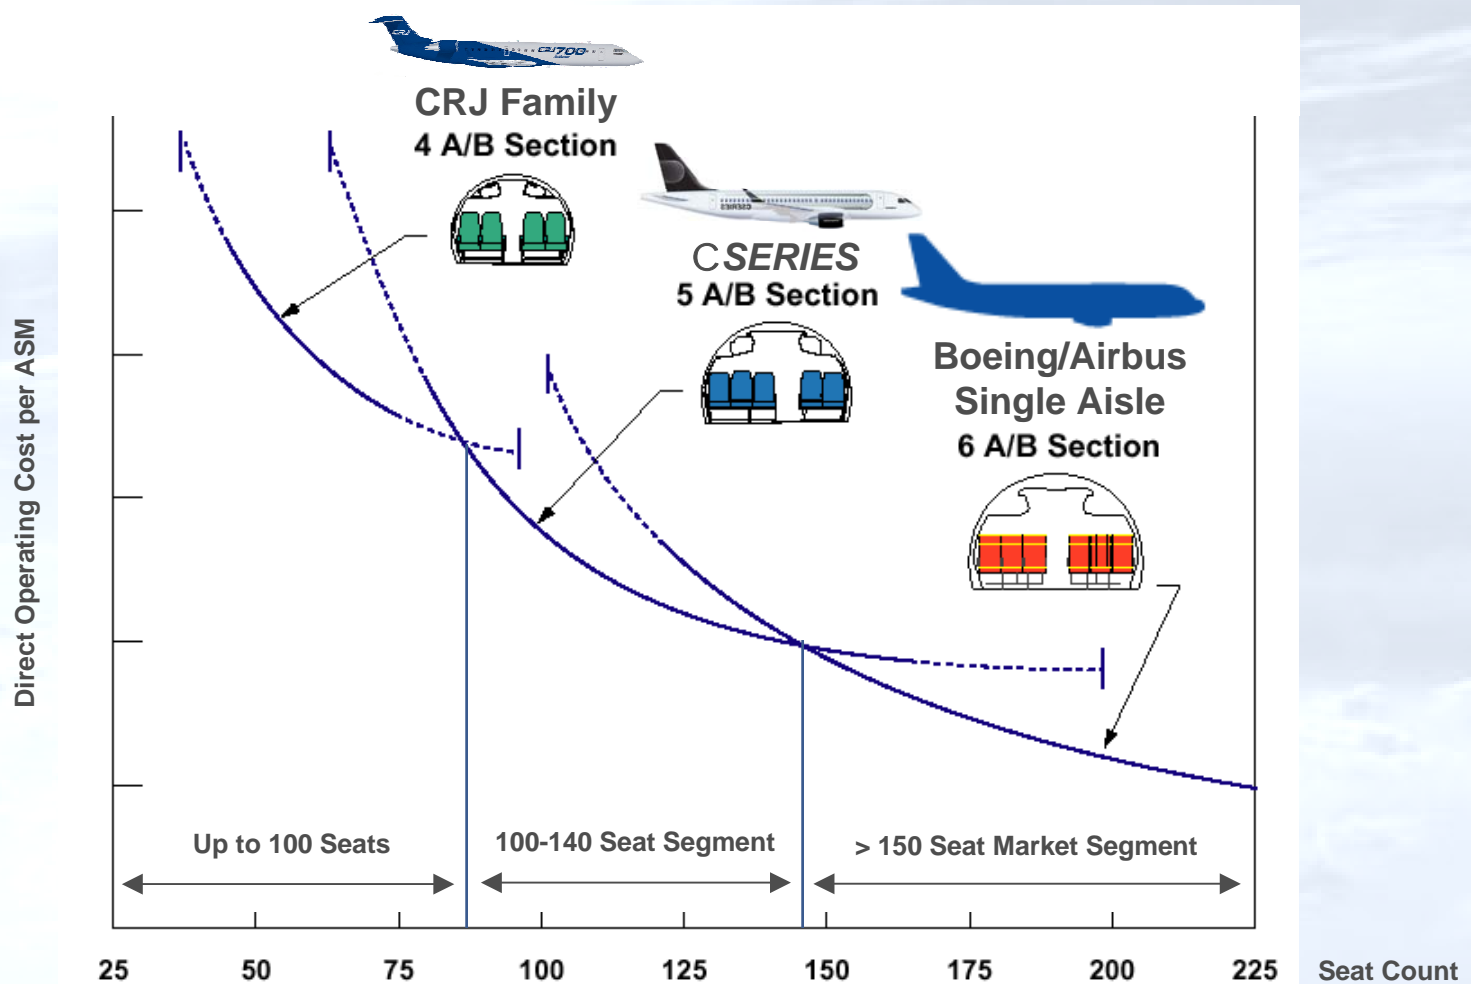 CRJ700
CRJ Family
4 A/B Section
CSERIES
5 A/B Section
Boeing/Airbus
Single Aisle
6 A/B Section
Direct Operating Cost per ASM
Up to 100 Seats
100-140 Seat Segment
> 150 Seat Market Segment
25 50 75 100 125 150 175 200 225 Seat Count